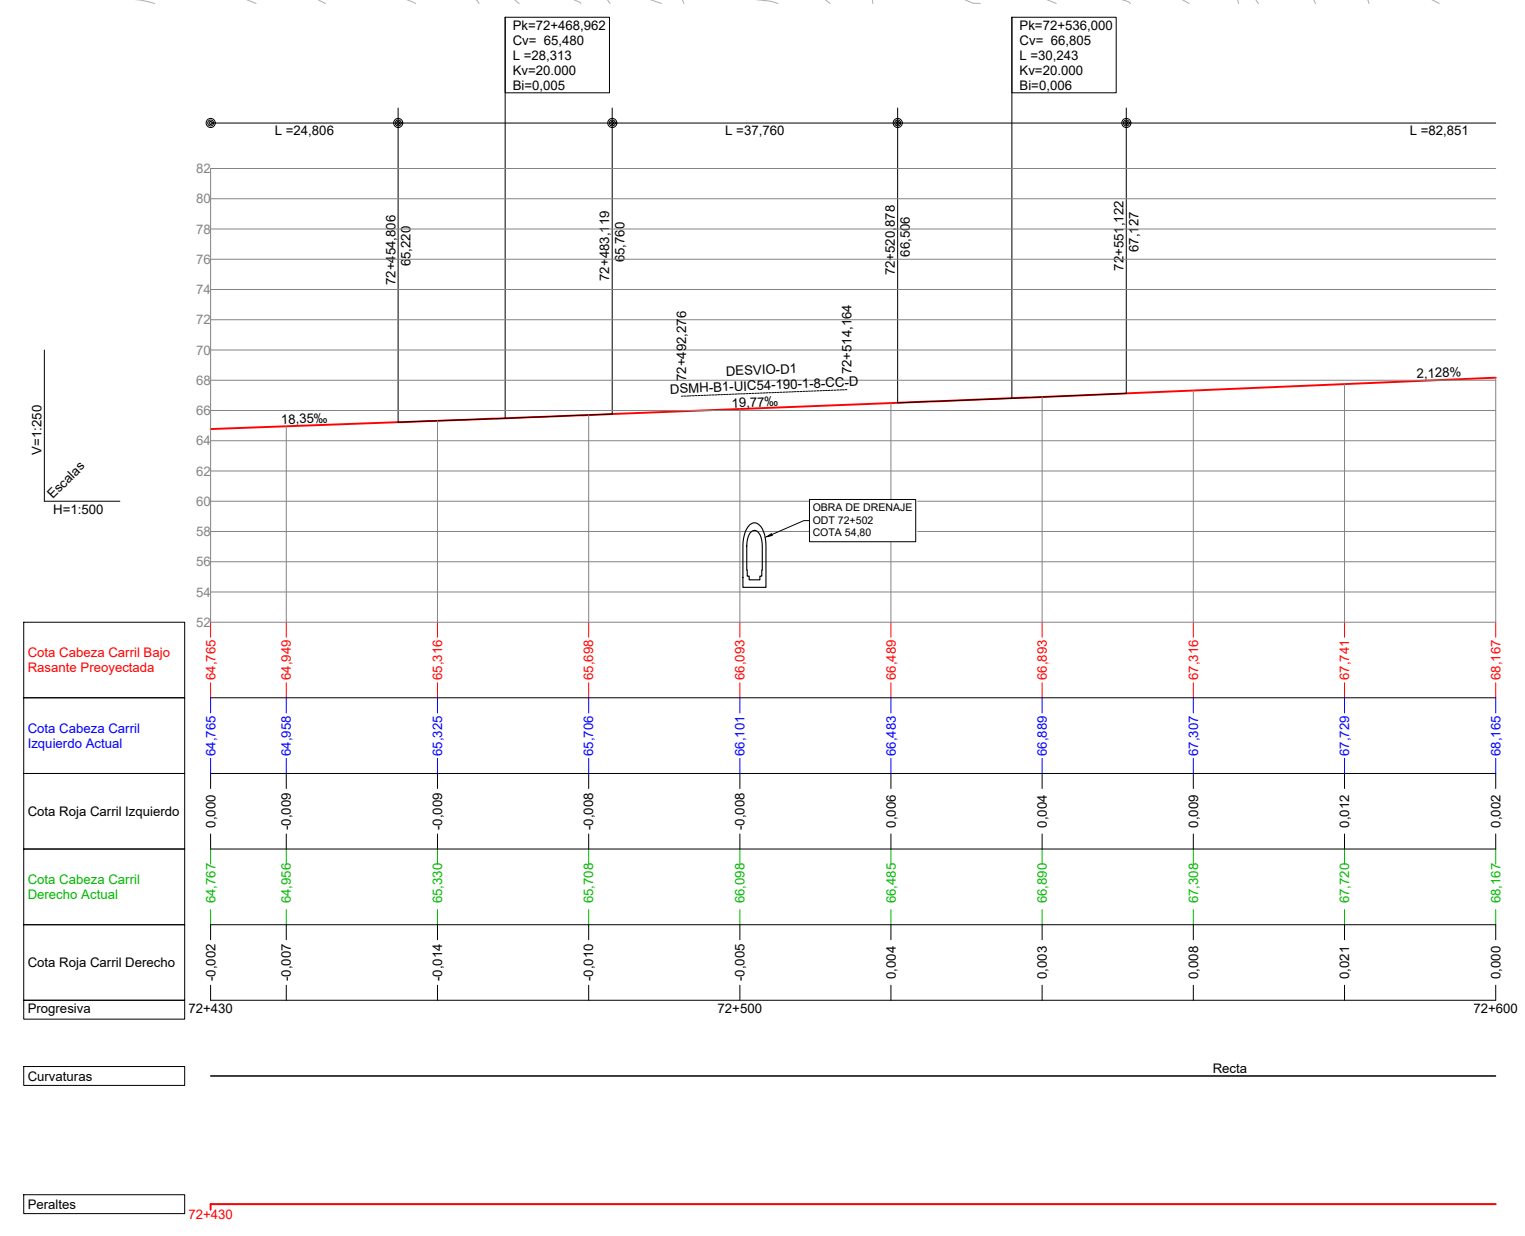 Pk=72+468,962
Cv= 65,480
L =28,313
Kv=20.000
Bi=0,005
Pk=72+536,000
Cv= 66,805
L =30,243
Kv=20.000
Bi=0,006
L =24,806
L =37,760
L =82,851
82
80
78
76
74
72
70
68
66
64
62
60
58
56
54
52
72+454,806
65,220
72+483,119
65,760
72+520,878
66,506
72+551,122
67,127
72+492,276
72+514,164
DESVIO-D1
DSMH-B1-UIC54-190-1-8-CC-D
18,35‰
19,77‰
2,128%
V=1:250
Escalas
H=1:500
OBRA DE DRENAJE
ODT 72+502
COTA 54,80
Cota Cabeza Carril Bajo
Rasante Preoyectada
64,765 64,949 65,316 65,698 66,093 66,489 66,893 67,316 67,741 68,167
Cota Cabeza Carril
Izquierdo Actual
64,765 64,958 65,325 65,706 66,101 66,483 66,889 67,307 67,729 68,165
Cota Roja Carril Izquierdo
0,000 -0,009 -0,009 -0,008 -0,008 0,006 0,004 0,009 0,012 0,002
Cota Cabeza Carril
Derecho Actual
64,767 64,956 65,330 65,708 66,098 66,485 66,890 67,308 67,720 68,167
Cota Roja Carril Derecho
-0,002 -0,007 -0,014 -0,010 -0,005 0,004 0,003 0,008 0,021 0,000
Progresiva
72+430 72+500 72+600
Curvaturas
Recta
Peraltes
72+430